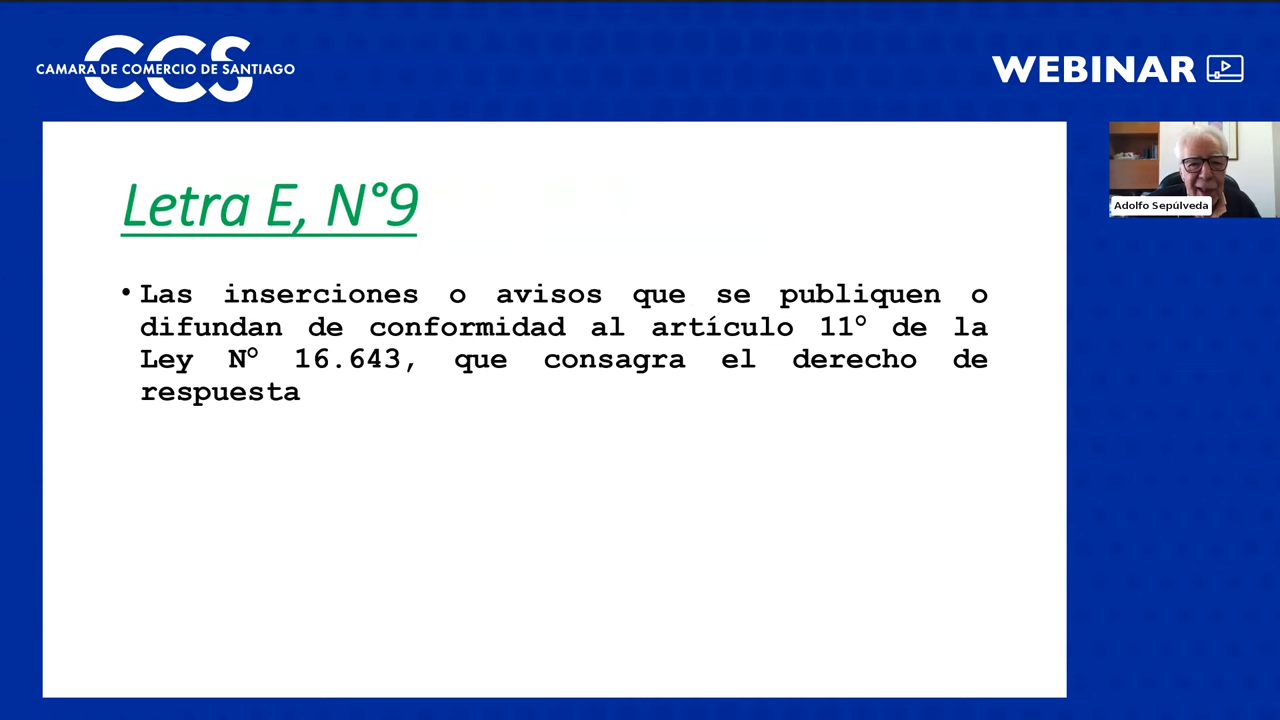 CCS
CAMARA DE COMERCIO DE SANTIAGO
WEBINAR
Adolfo Sepúlveda
Letra E, N°9
• Las inserciones o avisos que se publiquen o
difundan de conformidad al artículo 11° de la
Ley N° 16.643, que consagra el derecho de
respuesta